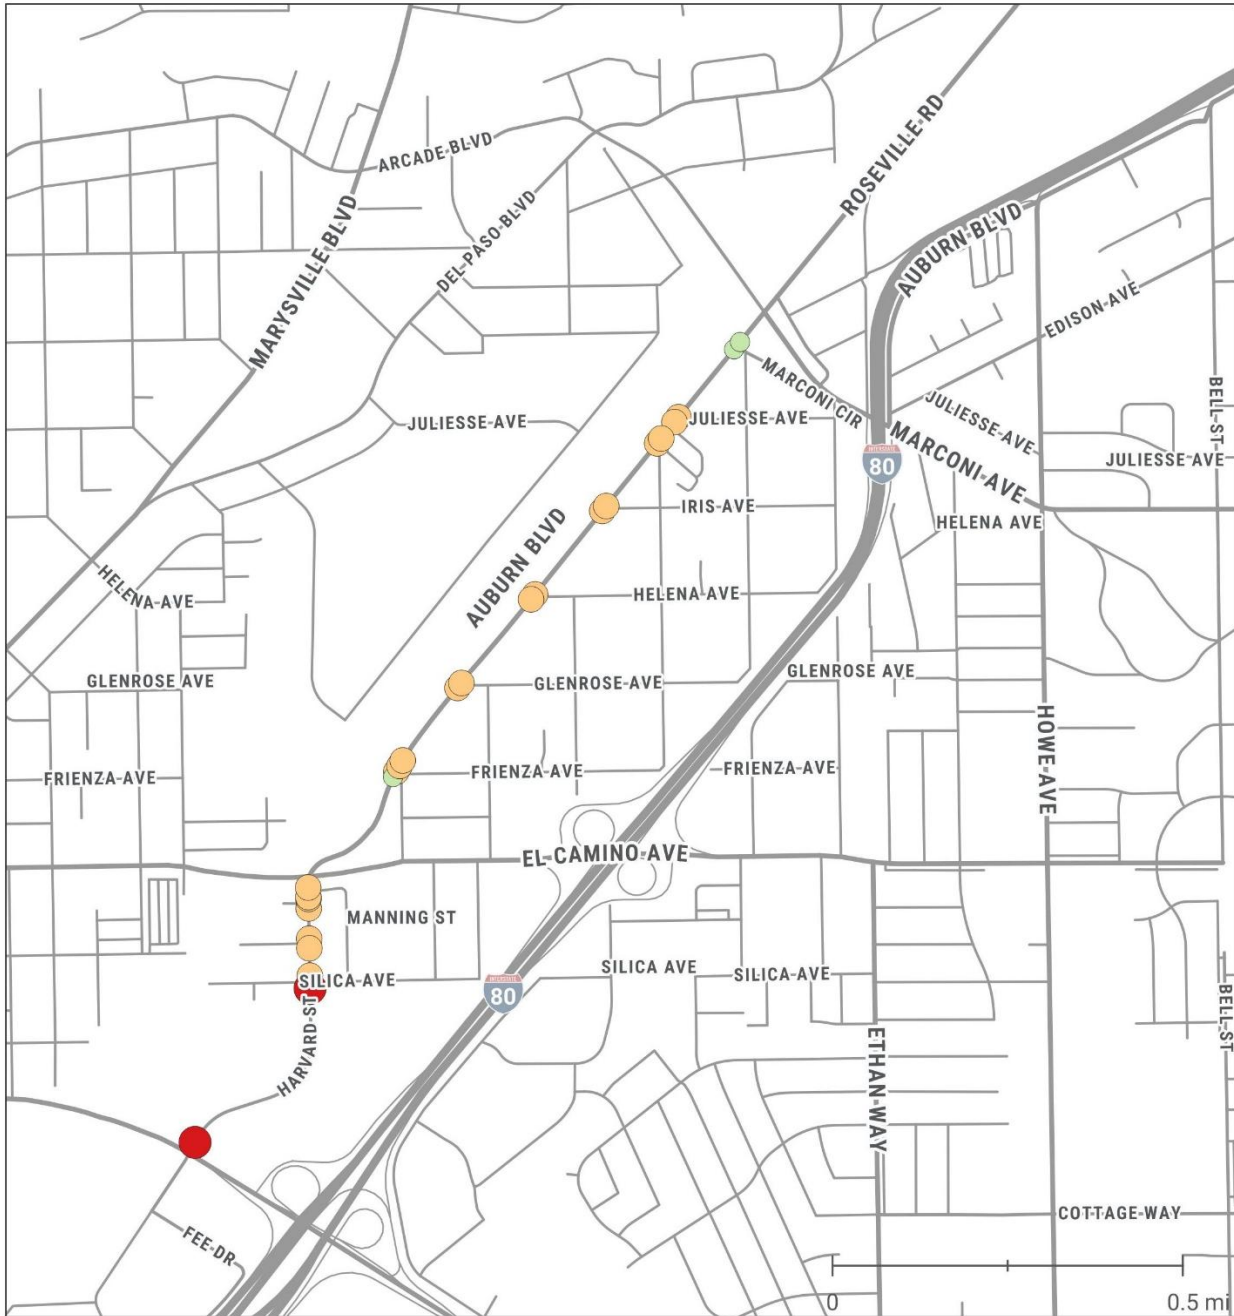 ROSEVILLE RD
ARCADE BLVD
DEL PASO BLVD
MARYSVILLE BLVD
AUBURN BLVD
EDISON AVE
MARCONI CIR
BELL ST
JULIESSE AVE
JULIESSE AVE
JULIESSE AVE
MARCONI AVE
JULIESSE AVE
INTERSTATE
80
IRIS AVE
HELENA AVE
AUBURN BLVD
HELENA AVE
HELENA AVE
GLENROSE AVE
GLENROSE AVE
GLENROSE AVE
HOWE AVE
FRIENZA AVE
FRIENZA AVE
FRIENZA AVE
EL CAMINO AVE
MANNING ST
SILICA AVE
SILICA AVE
SILICA AVE
INTERSTATE
80
BELL ST
HARVARD ST
ETHAN WAY
COTTAGE WAY
FEE DR
0 0.5 mi